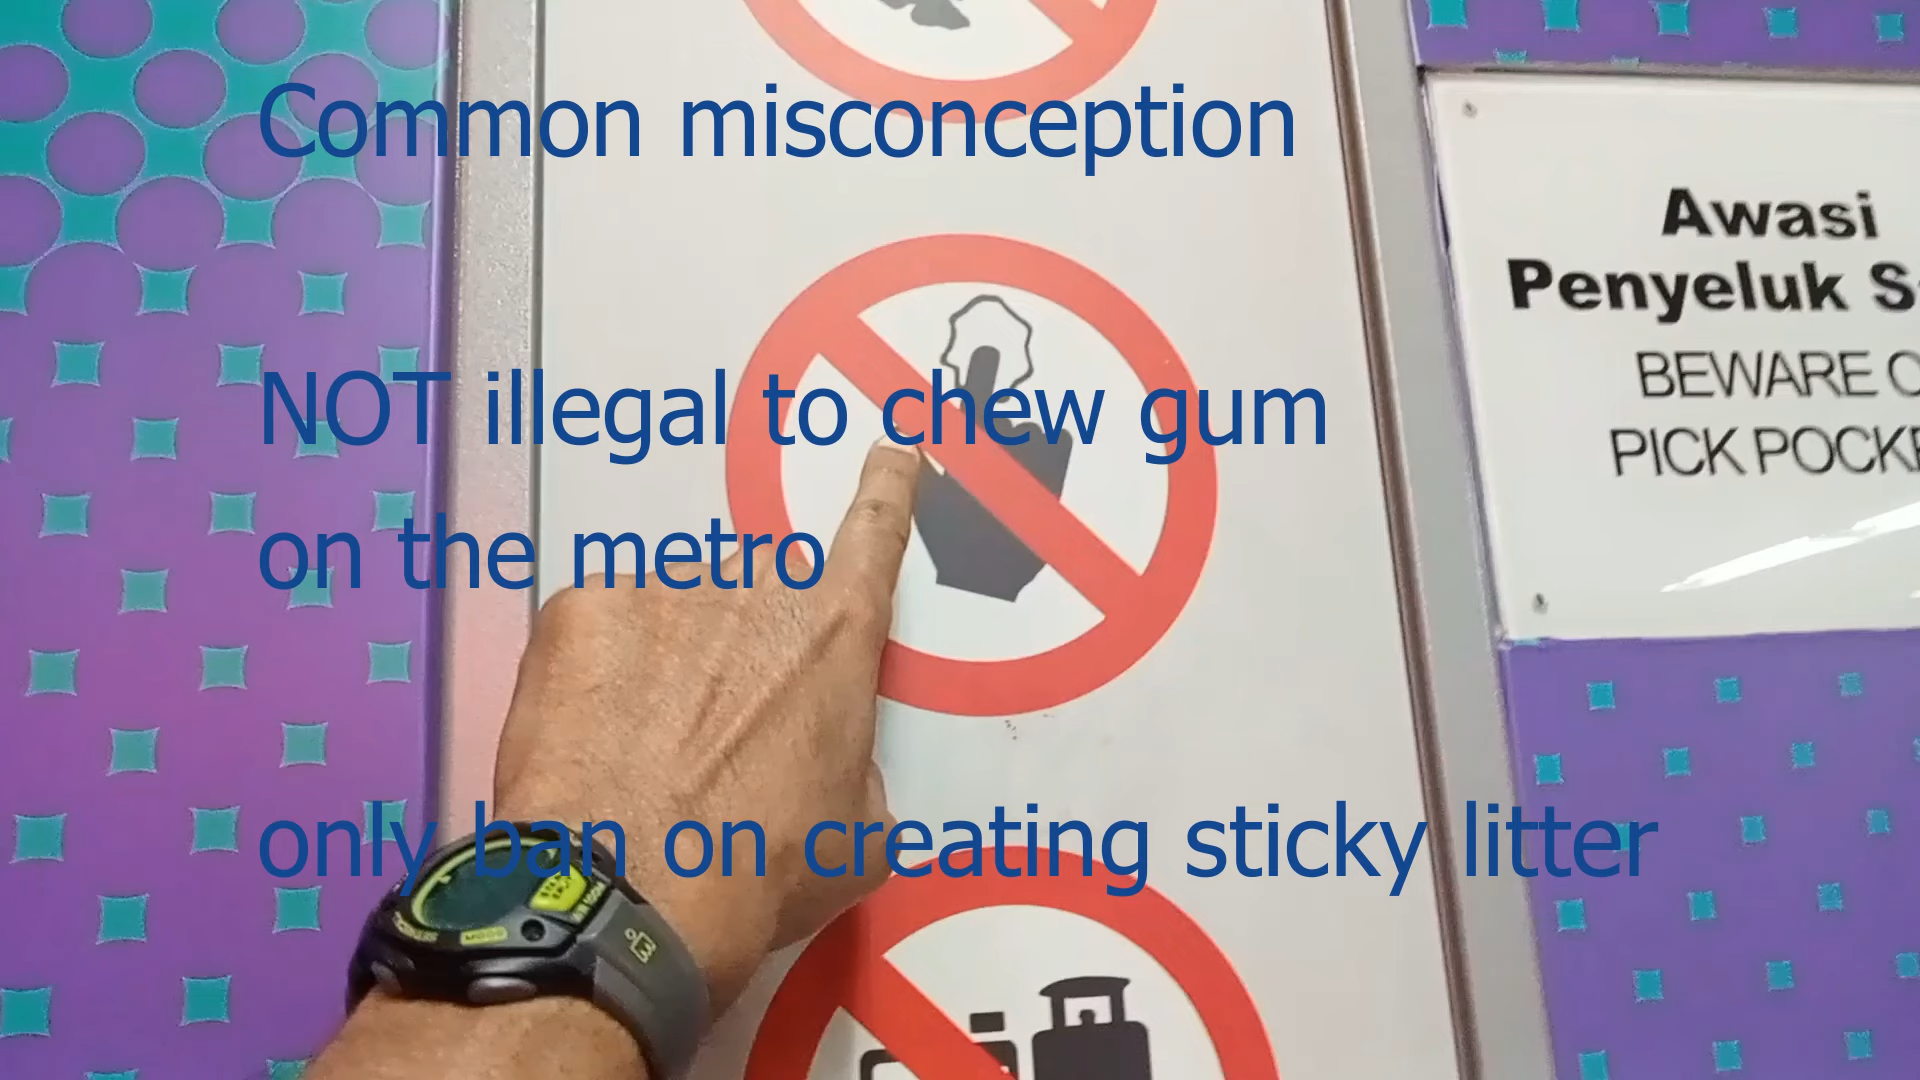 Common misconception
NOT illegal to chew gum
on the metro
only ban on creating sticky litter
Awasi
Penyeluk
BEWARE
PICK